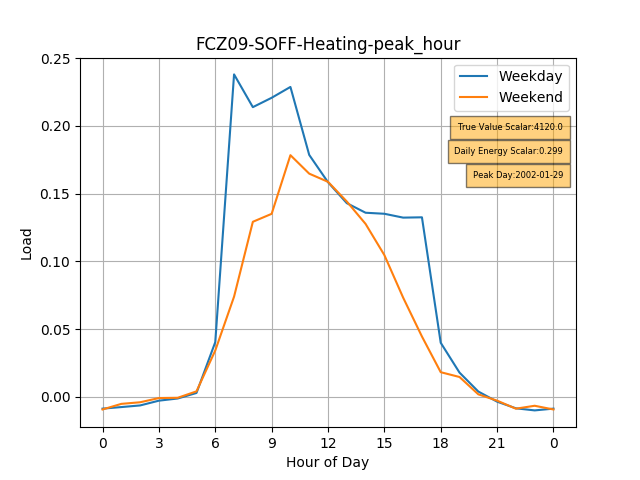 FCZ09-SOFF-Heating-peak_hour
0.25
0.20
0.15
0.10
0.05
0.00
Load
Weekday
Weekend
True Value Scalar:4120.0
Daily Energy Scalar:0.299
Peak Day:2002-01-29
0 3 6 9 12 15 18 21 0
Hour of Day